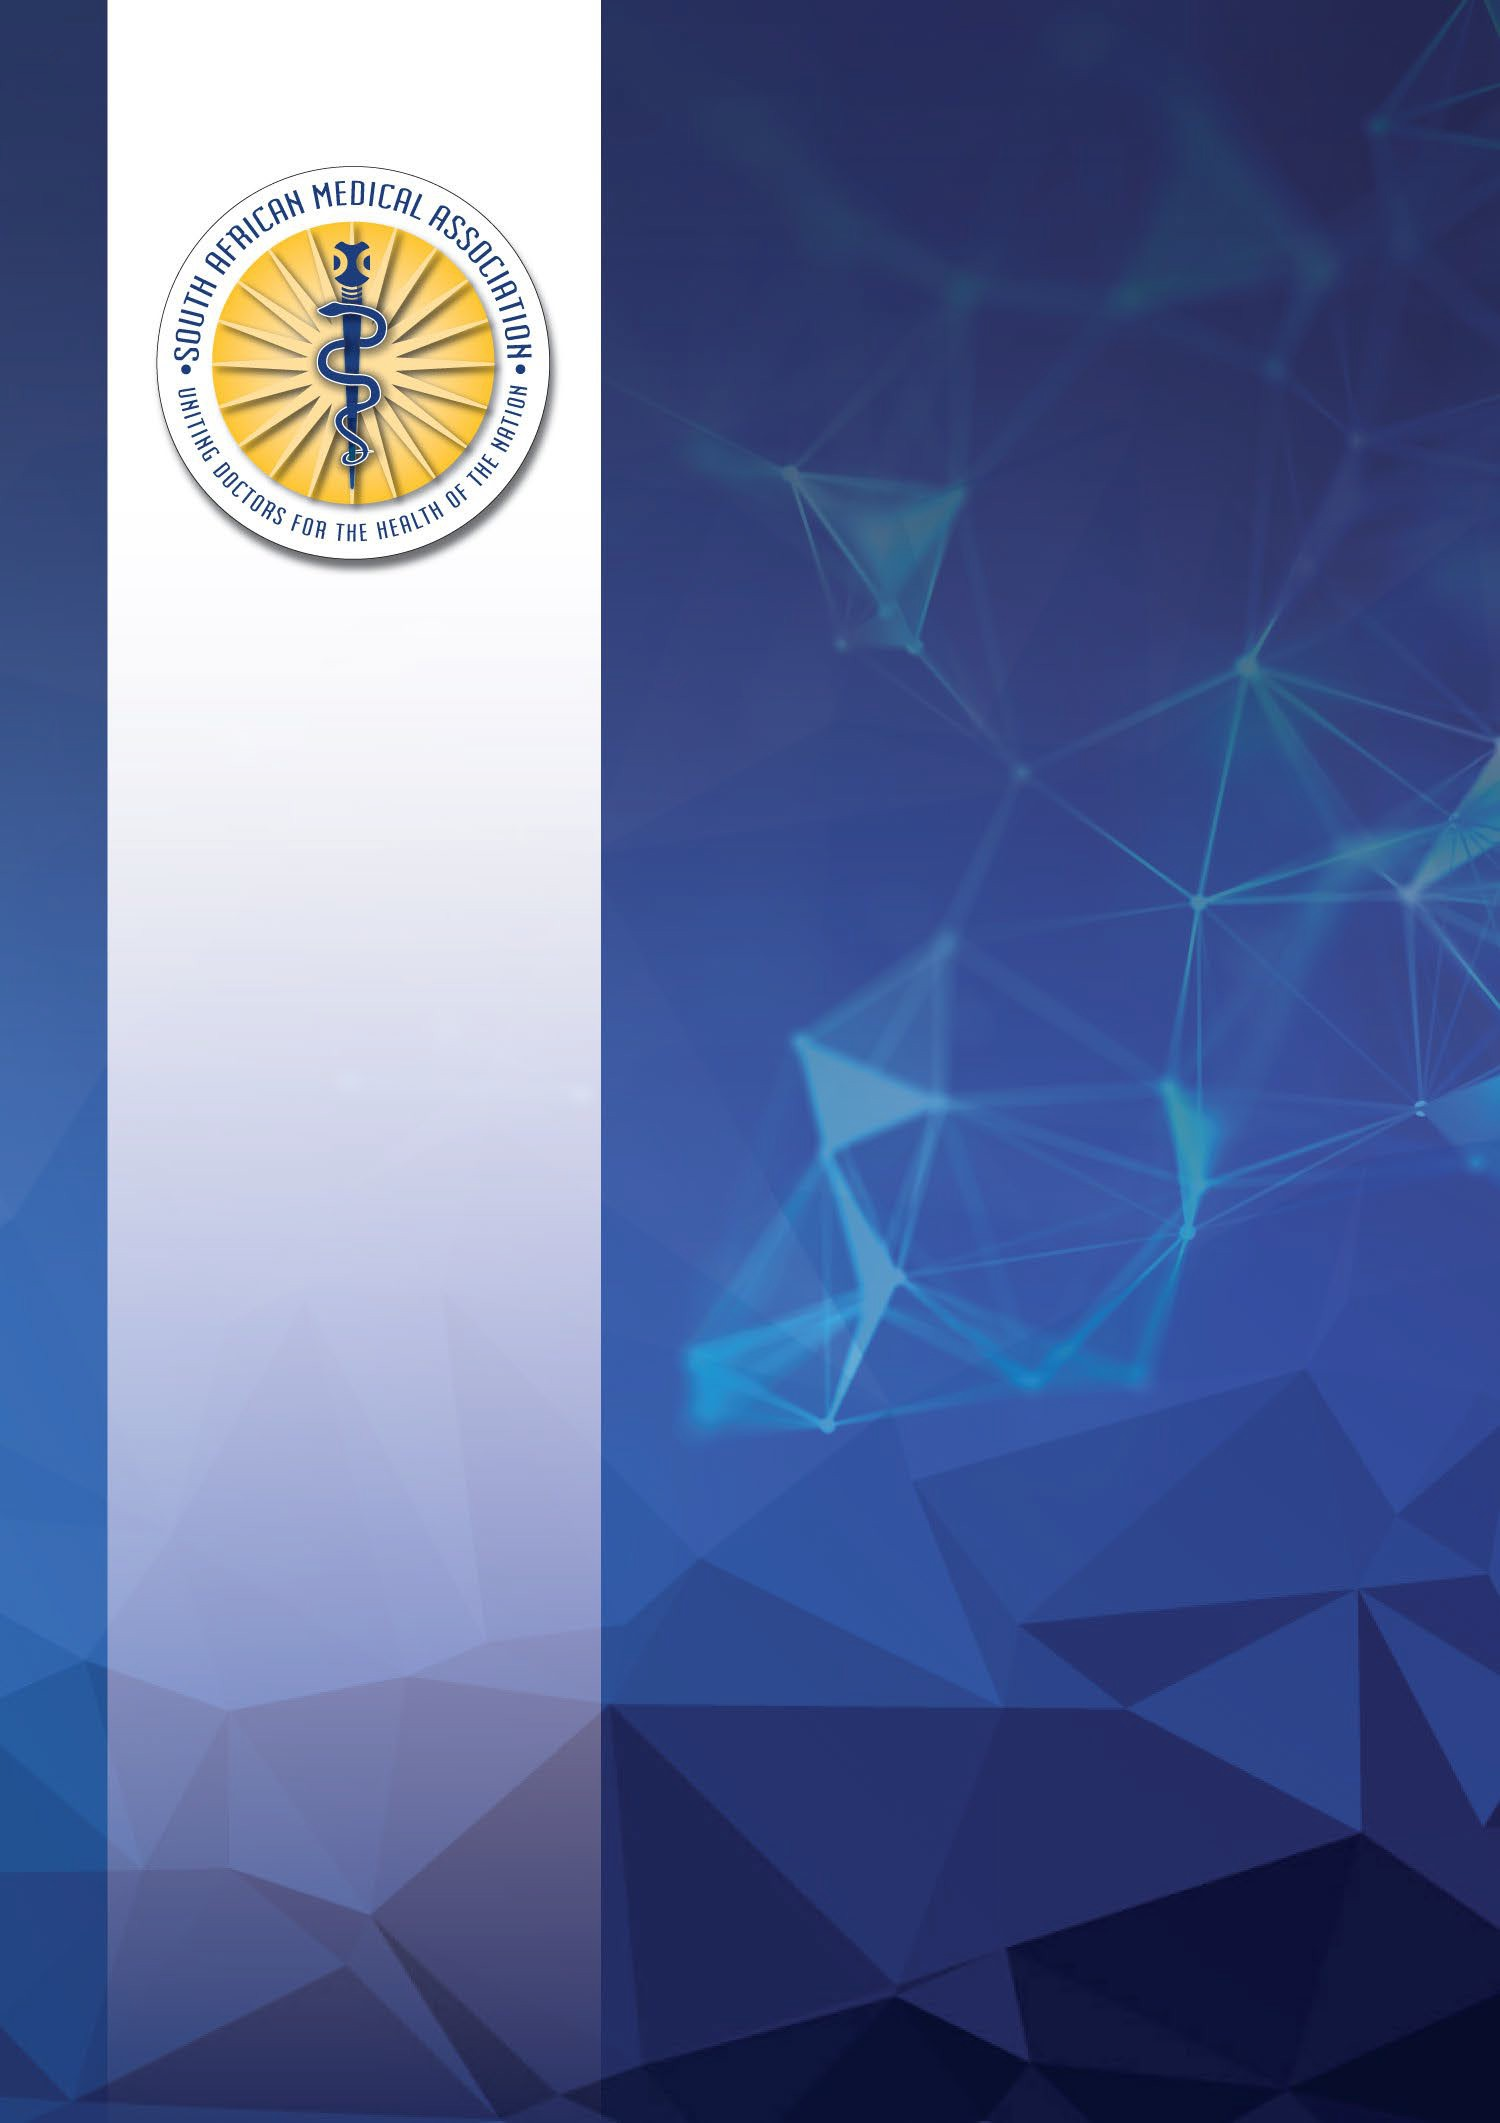 • SOUTH AFRICAN MEDICAL ASSOCIATION •
UNITING DOCTORS FOR THE HEALTH OF THE NATION